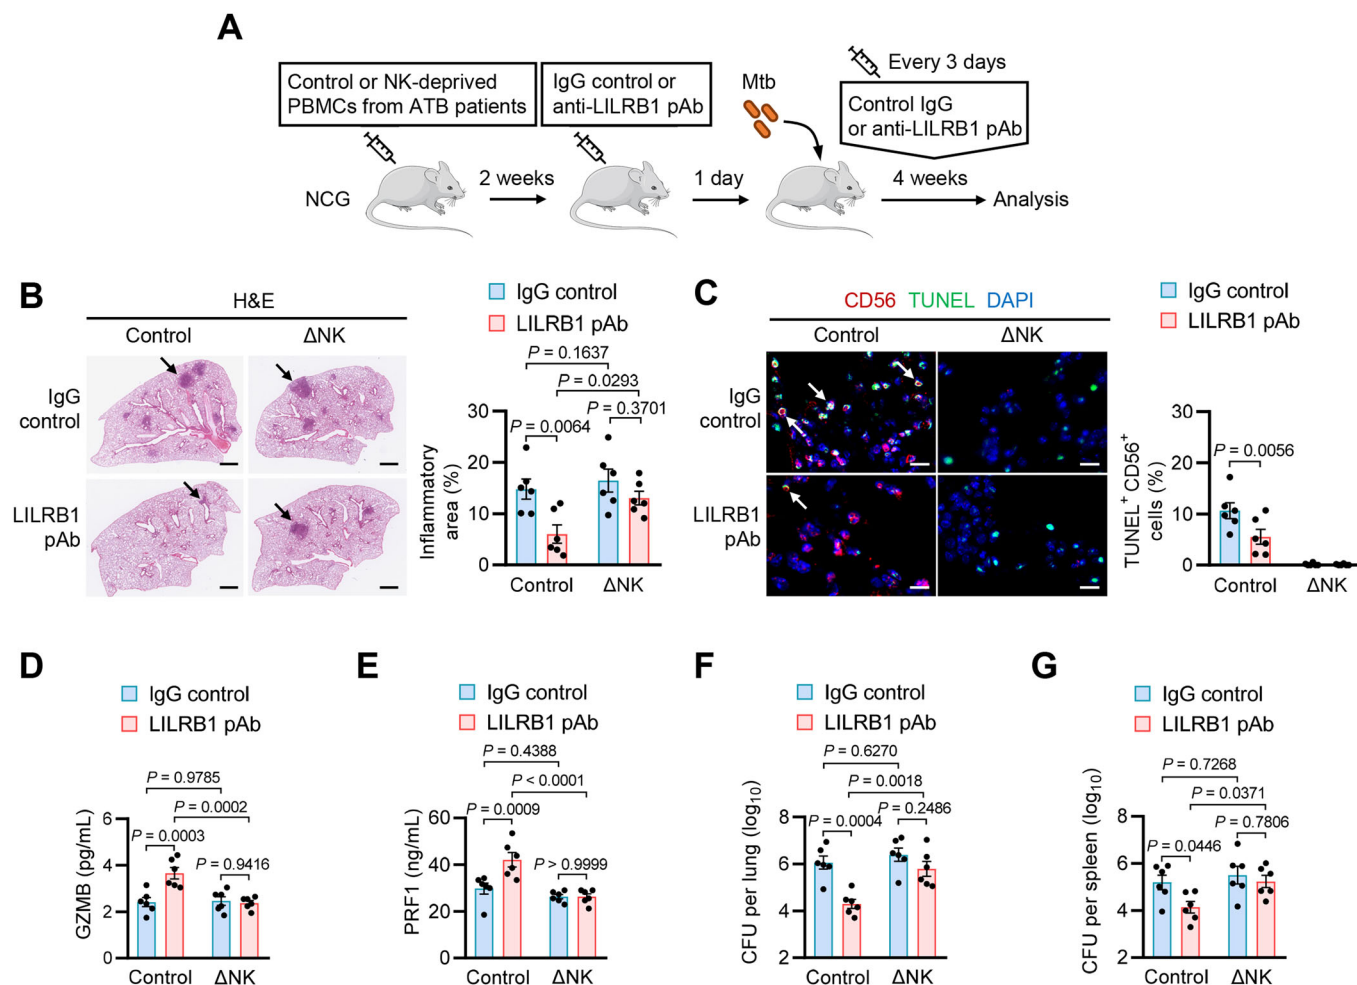 A
Control or NK-deprived
PBMCs from ATB patients
IgG control or
anti-LILRB1 pAb
Mtb
Every 3 days
Control IgG
or anti-LILRB1 pAb
NCG
2 weeks
1 day
4 weeks
Analysis
B
H&E
Control
ΔNK
IgG
control
LILRB1
pAb
IgG control
LILRB1 pAb
P = 0.1637
P = 0.0293
P = 0.3701
P = 0.0064
Inflammatory
area (%)
30
20
10
0
Control
ΔNK
C
CD56 TUNEL DAPI
Control
ΔNK
IgG
control
LILRB1
pAb
IgG control
LILRB1 pAb
P = 0.0056
TUNEL⁺ CD56⁺
cells (%)
30
20
10
0
Control
ΔNK
D
IgG control
LILRB1 pAb
P = 0.9785
P = 0.0002
P = 0.0003
P = 0.9416
GZMB (pg/mL)
6
4
2
0
Control
ΔNK
E
IgG control
LILRB1 pAb
P = 0.4388
P < 0.0001
P = 0.0009
P > 0.9999
PRF1 (ng/mL)
60
40
20
0
Control
ΔNK
F
IgG control
LILRB1 pAb
P = 0.6270
P = 0.0018
P = 0.2486
P = 0.0004
CFU per lung (log₁₀)
8
6
4
2
Control
ΔNK
G
IgG control
LILRB1 pAb
P = 0.7268
P = 0.0371
P = 0.7806
P = 0.0446
CFU per spleen (log₁₀)
8
6
4
2
Control
ΔNK